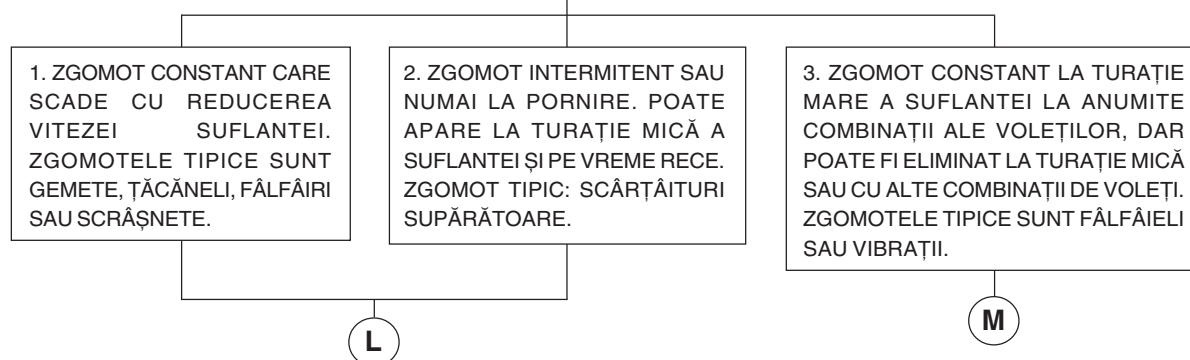 1. ZGOMOT CONSTANT CARE
SCADE CU REDUCEREA
VITEZEI SUFLANTEI.
ZGOMOTELE TIPICE SUNT
GEMETE, ȚĂCĂNELI, FÂLFÂIRI
SAU SCRÂȘNETE.
2. ZGOMOT INTERMITENT SAU
NUMAI LA PORNIRE. POATE
APARE LA TURAȚIE MICĂ A
SUFLANTEI ȘI PE VREME RECE.
ZGOMOT TIPIC: SCÂRȚÂITURI
SUPĂRĂTOARE.
3. ZGOMOT CONSTANT LA TURAȚIE
MARE A SUFLANTEI LA ANUMITE
COMBINAȚII ALE VOLEȚILOR, DAR
POATE FI ELIMINAT LA TURAȚIE MICĂ
SAU CU ALTE COMBINAȚII DE VOLEȚI.
ZGOMOTELE TIPICE SUNT FÂLFÂIELI
SAU VIBRAȚII.
L
M